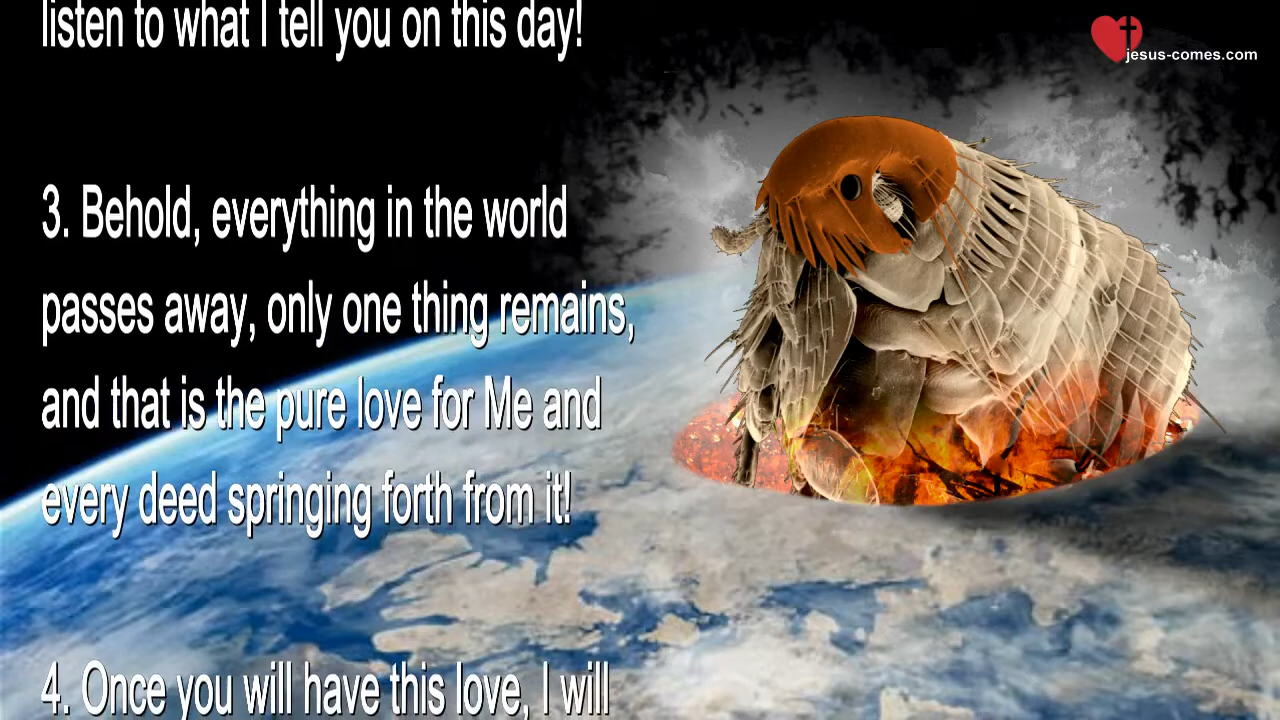 listen to what I tell you on this day!
jesus-comes.com
3. Behold, everything in the world
passes away, only one thing remains,
and that is the pure love for Me and
every deed springing forth from it!
4. Once you will have this love, I will